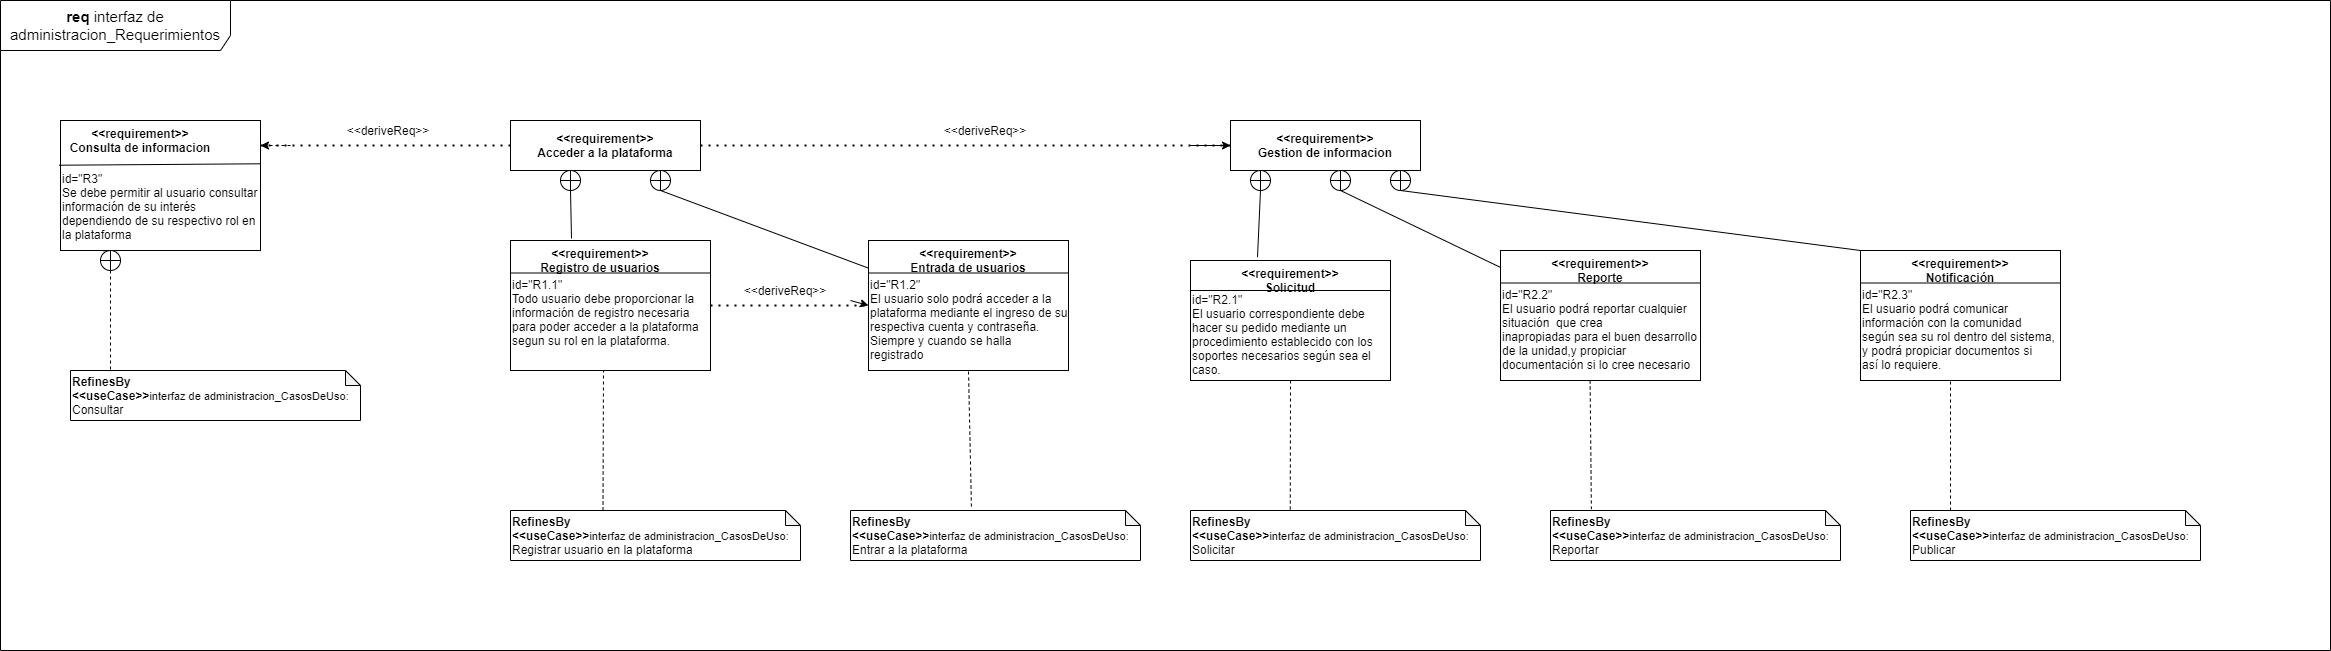 req interfaz de
administracion_Requerimientos
<<requirement>>
Consulta de informacion
id="R3"
Se debe permitir al usuario consultar
información de su interés
dependiendo de su respectivo rol en
la plataforma
<<deriveReq>>
<<requirement>>
Acceder a la plataforma
<<deriveReq>>
<<requirement>>
Gestion de informacion
<<requirement>>
Registro de usuarios
id="R1.1"
Todo usuario debe proporcionar la
información de registro necesaria
para poder acceder a la plataforma
segun su rol en la plataforma.
<<deriveReq>>
<<requirement>>
Entrada de usuarios
id="R1.2"
El usuario solo podrá acceder a la
plataforma mediante el ingreso de su
respectiva cuenta y contraseña.
Siempre y cuando se halla
registrado
<<requirement>>
Solicitud
id="R2.1"
El usuario correspondiente debe
hacer su pedido mediante un
procedimiento establecido con los
soportes necesarios según sea el
caso.
<<requirement>>
Reporte
id="R2.2"
El usuario podrá reportar cualquier
situación  que crea
inapropiadas para el buen desarrollo
de la unidad,y propiciar
documentación si lo cree necesario
<<requirement>>
Notificación
id="R2.3"
El usuario podrá comunicar
información con la comunidad
según sea su rol dentro del sistema,
y podrá propiciar documentos si
así lo requiere.
RefinesBy
<<useCase>>interfaz de administracion_CasosDeUso:
Consultar
RefinesBy
<<useCase>>interfaz de administracion_CasosDeUso:
Registrar usuario en la plataforma
RefinesBy
<<useCase>>interfaz de administracion_CasosDeUso:
Entrar a la plataforma
RefinesBy
<<useCase>>interfaz de administracion_CasosDeUso:
Solicitar
RefinesBy
<<useCase>>interfaz de administracion_CasosDeUso:
Reportar
RefinesBy
<<useCase>>interfaz de administracion_CasosDeUso:
Publicar